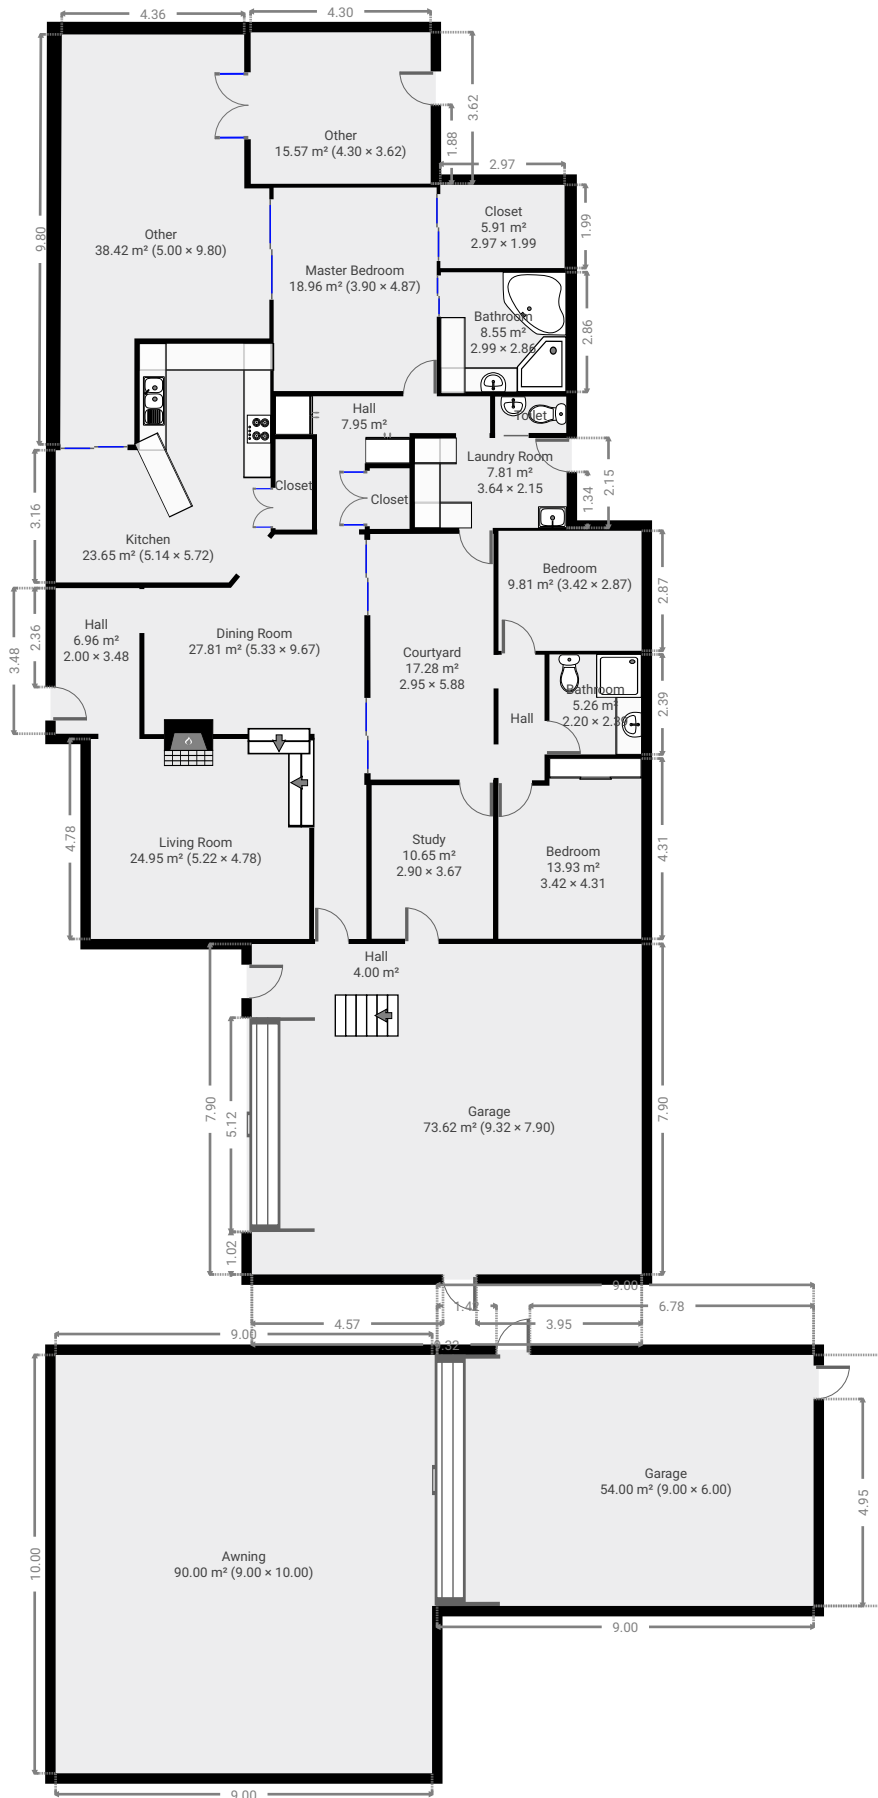 4.36
4.30
3.62
1.88
2.97
Other
15.57 m² (4.30 × 3.62)
9.80
Other
38.42 m² (5.00 × 9.80)
Closet
5.91 m²
2.97 × 1.99
1.99
Master Bedroom
18.96 m² (3.90 × 4.87)
Bathroom
8.55 m²
2.99 × 2.86
2.86
Hall
7.95 m²
Toilet
Laundry Room
7.81 m²
3.64 × 2.15
2.15
1.34
Closet
Closet
3.16
Kitchen
23.65 m² (5.14 × 5.72)
Bedroom
9.81 m² (3.42 × 2.87)
2.87
3.48
2.36
Hall
6.96 m²
2.00 × 3.48
Dining Room
27.81 m² (5.33 × 9.67)
Courtyard
17.28 m²
2.95 × 5.88
Hall
Bathroom
5.26 m²
2.20 × 2.39
2.39
4.78
Living Room
24.95 m² (5.22 × 4.78)
Study
10.65 m²
2.90 × 3.67
Bedroom
13.93 m²
3.42 × 4.31
4.31
Hall
4.00 m²
7.90
5.12
1.02
Garage
73.62 m² (9.32 × 7.90)
7.90
9.00
1.42
6.78
4.57
3.95
9.00
9.32
Garage
54.00 m² (9.00 × 6.00)
4.95
10.00
Awning
90.00 m² (9.00 × 10.00)
9.00
9.00